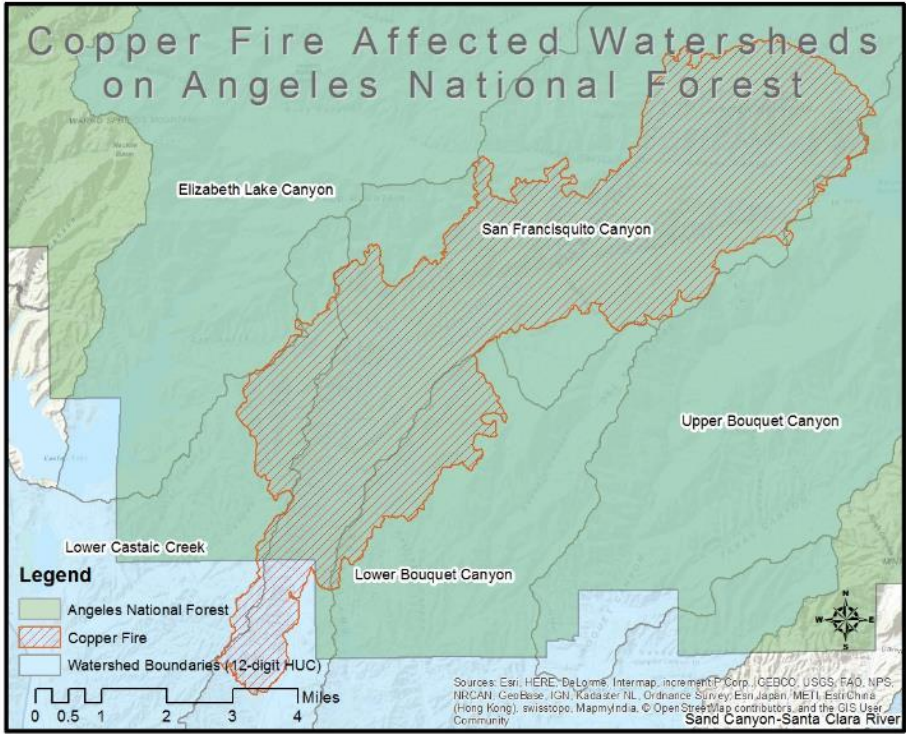 Copper Fire Affected Watersheds
on Angeles National Forest
Elizabeth Lake Canyon
San Francisquito Canyon
Upper Bouquet Canyon
Lower Castaic Creek
Lower Bouquet Canyon
Legend
Angeles National Forest
Copper Fire
Watershed Boundaries (12-digit HUC)
Miles
0 0.5 1 2 3 4
N
W E
S
Sources: Esri, HERE, DeLorme, Intermap, increment P Corp., GEBCO, USGS, FAO, NPS,
NRCAN, GeoBase, IGN, Kadaster NL, Ordnance Survey, Esri Japan, METI, Esri China
(Hong Kong), swisstopo, MapmyIndia, © OpenStreetMap contributors, and the GIS User
Community
Sand Canyon-Santa Clara River